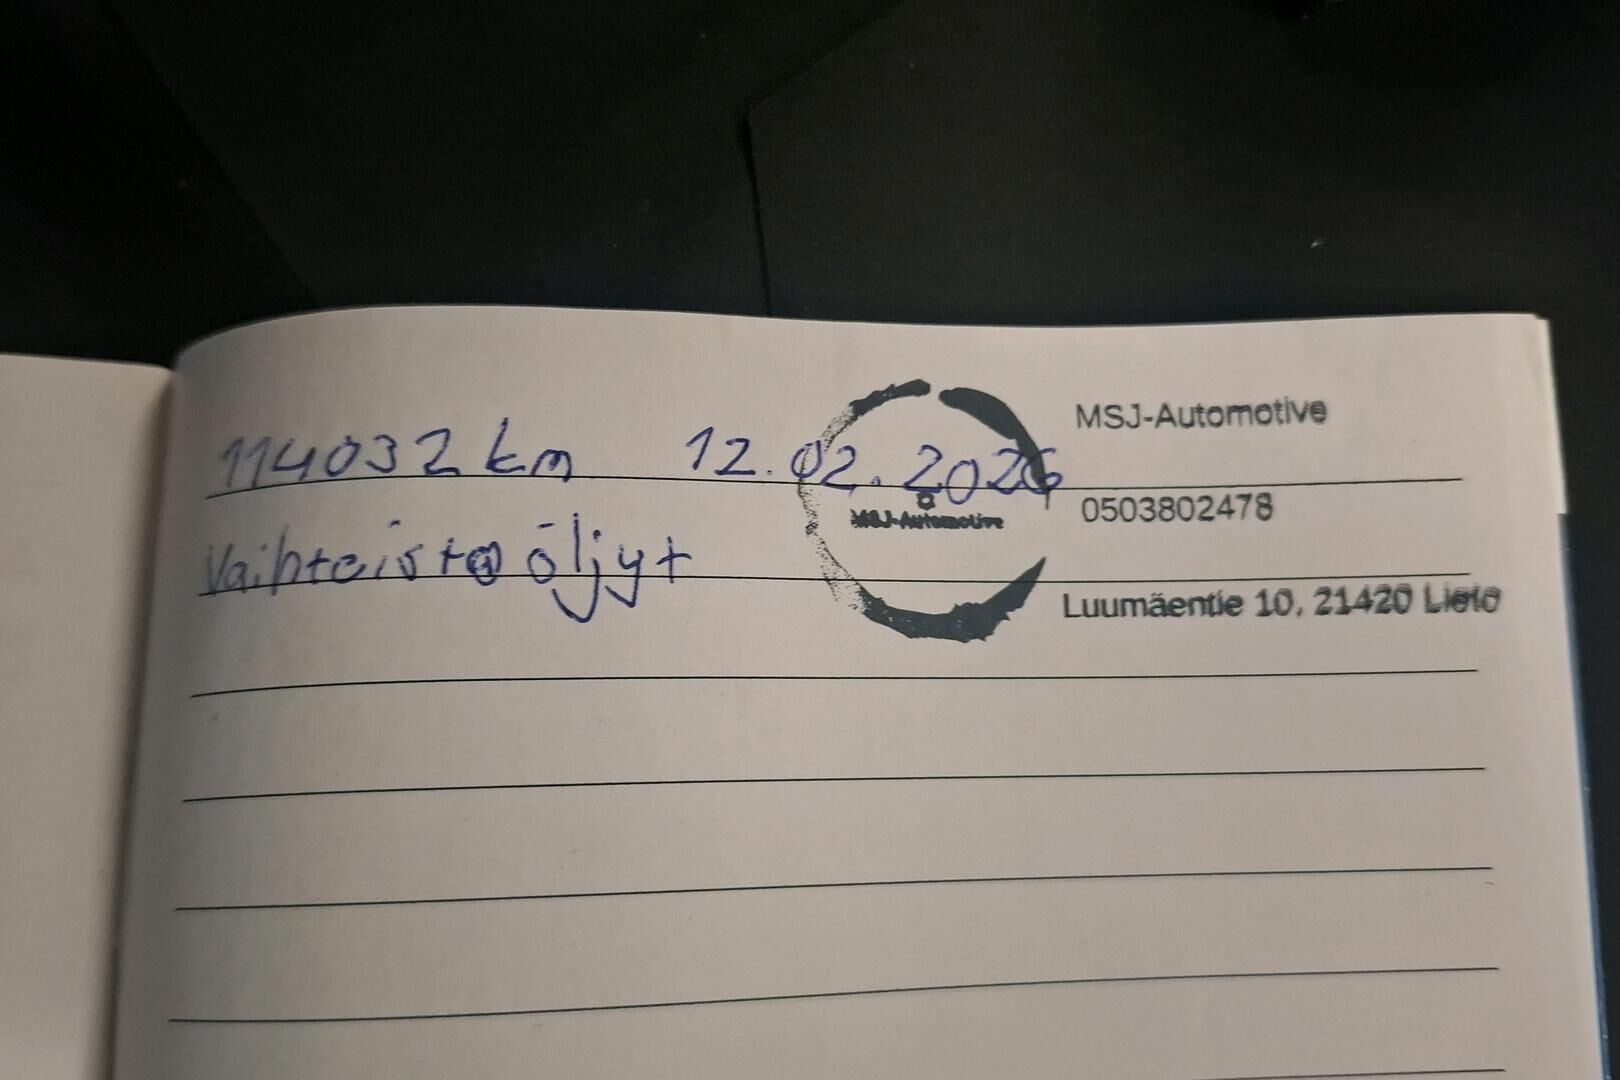 114032 km 12.02.2026
Vaihteisto öljyt
MSJ-Automotive
MSJ-Automotive
0503802478
Luumäentie 10, 21420 Lieto